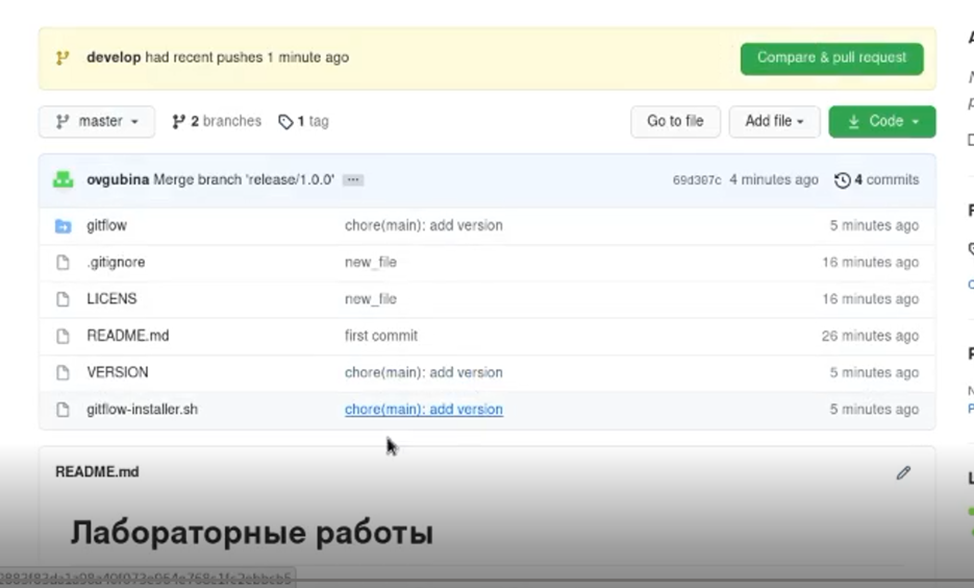 develop had recent pushes 1 minute ago Compare & pull request
master 2 branches 1 tag Go to file Add file Code
ovgubina Merge branch 'release/1.0.0' ... 69d307c 4 minutes ago 4 commits
gitflow chore(main): add version 5 minutes ago
.gitignore new_file 16 minutes ago
LICENS new_file 16 minutes ago
README.md first commit 26 minutes ago
VERSION chore(main): add version 5 minutes ago
gitflow-installer.sh chore(main): add version 5 minutes ago
README.md
Лабораторные работы